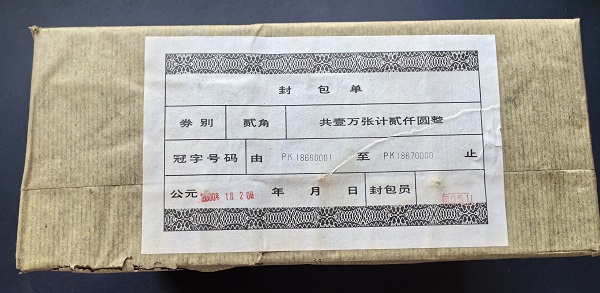 封包单
券别 贰角 共壹万张计贰仟圆整
冠字号码 由 PK18660001 至 PK18670000 止
公元 年 月 日 封包员